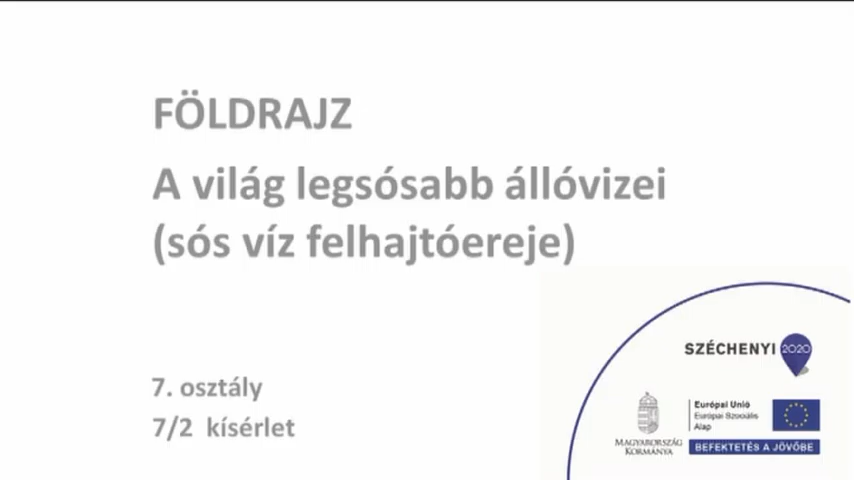 FÖLDRAJZ
A világ legsósabb állóvizei
(sós víz felhajtóereje)
7. osztály
7/2 kísérlet
SZÉCHENYI 2020
MAGYARORSZÁG
KORMÁNYA
Európai Unió
Európai Szociális
Alap
BEFEKTETÉS A JÖVŐBE